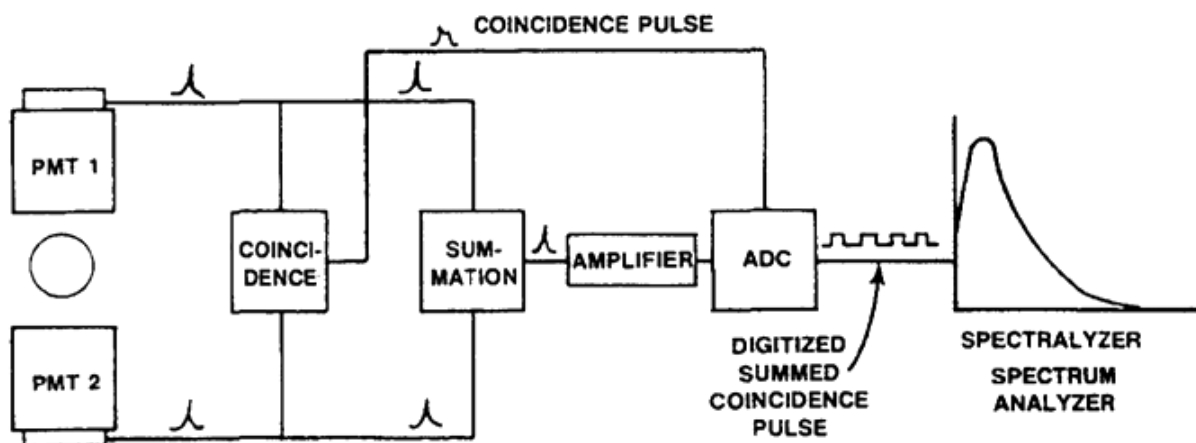 COINCIDENCE PULSE
PMT 1
COINCI-
DENCE
SUM-
MATION
AMPLIFIER
ADC
PMT 2
DIGITIZED
SUMMED
COINCIDENCE
PULSE
SPECTRALYZER
SPECTRUM
ANALYZER